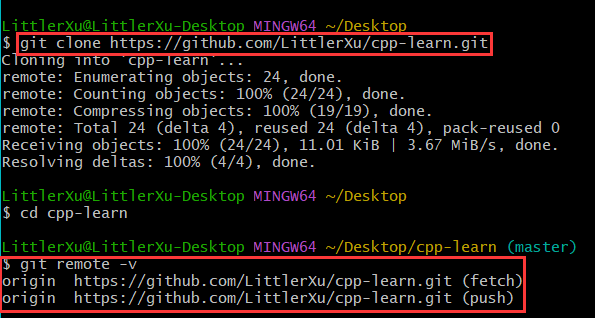 LittlerXu@LittlerXu-Desktop MINGW64 ~/Desktop
$ git clone https://github.com/LittlerXu/cpp-learn.git
Cloning into 'cpp-learn'...
remote: Enumerating objects: 24, done.
remote: Counting objects: 100% (24/24), done.
remote: Compressing objects: 100% (19/19), done.
remote: Total 24 (delta 4), reused 24 (delta 4), pack-reused 0
Receiving objects: 100% (24/24), 11.01 KiB | 3.67 MiB/s, done.
Resolving deltas: 100% (4/4), done.
LittlerXu@LittlerXu-Desktop MINGW64 ~/Desktop
$ cd cpp-learn
LittlerXu@LittlerXu-Desktop MINGW64 ~/Desktop/cpp-learn (master)
$ git remote -v
origin  https://github.com/LittlerXu/cpp-learn.git (fetch)
origin  https://github.com/LittlerXu/cpp-learn.git (push)